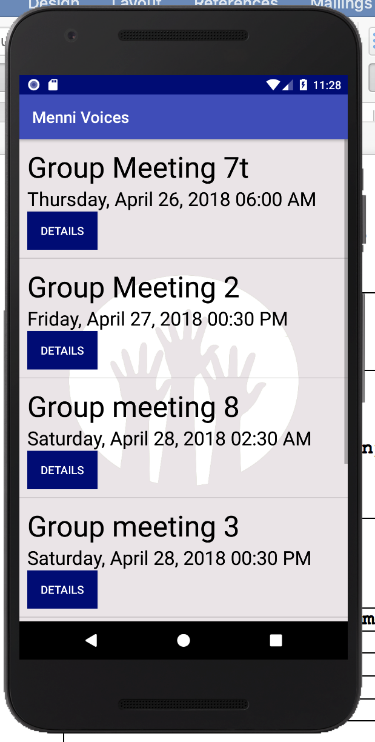 Design Layout References Mailings
11:28
Menni Voices
Group Meeting 7t
Thursday, April 26, 2018 06:00 AM
DETAILS
Group Meeting 2
Friday, April 27, 2018 00:30 PM
DETAILS
Group meeting 8
Saturday, April 28, 2018 02:30 AM
DETAILS
Group meeting 3
Saturday, April 28, 2018 00:30 PM
DETAILS